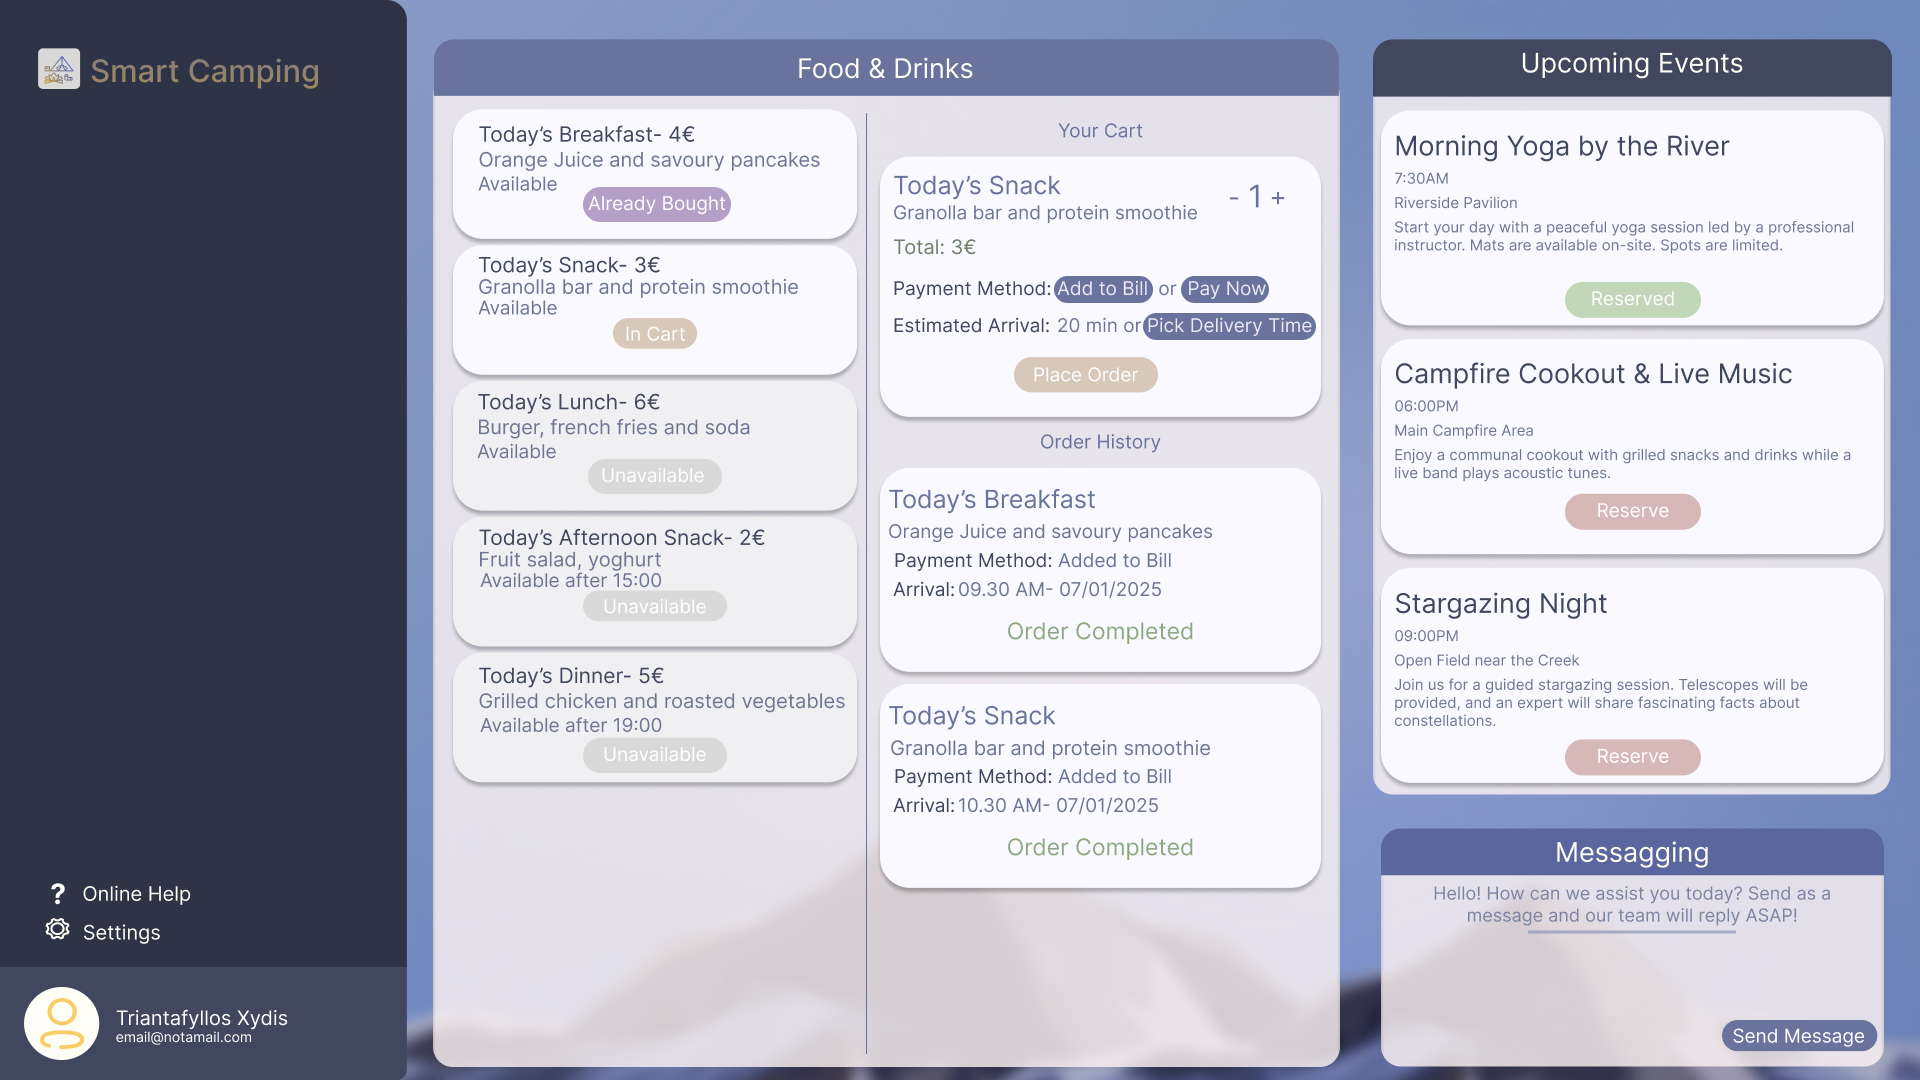 Smart Camping
Online Help
Settings
Triantafyllos Xydis
email@notamail.com
Food & Drinks
Today’s Breakfast- 4€
Orange Juice and savoury pancakes
Available
Already Bought
Today’s Snack- 3€
Granolla bar and protein smoothie
Available
In Cart
Today’s Lunch- 6€
Burger, french fries and soda
Available
Unavailable
Today’s Afternoon Snack- 2€
Fruit salad, yoghurt
Available after 15:00
Unavailable
Today’s Dinner- 5€
Grilled chicken and roasted vegetables
Available after 19:00
Unavailable
Your Cart
Today’s Snack
- 1 +
Granolla bar and protein smoothie
Total: 3€
Payment Method: Add to Bill or Pay Now
Estimated Arrival: 20 min or Pick Delivery Time
Place Order
Order History
Today’s Breakfast
Orange Juice and savoury pancakes
Payment Method: Added to Bill
Arrival: 09.30 AM- 07/01/2025
Order Completed
Today’s Snack
Granolla bar and protein smoothie
Payment Method: Added to Bill
Arrival: 10.30 AM- 07/01/2025
Order Completed
Upcoming Events
Morning Yoga by the River
7:30AM
Riverside Pavilion
Start your day with a peaceful yoga session led by a professional
instructor. Mats are available on-site. Spots are limited.
Reserved
Campfire Cookout & Live Music
06:00PM
Main Campfire Area
Enjoy a communal cookout with grilled snacks and drinks while a
live band plays acoustic tunes.
Reserve
Stargazing Night
09:00PM
Open Field near the Creek
Join us for a guided stargazing session. Telescopes will be
provided, and an expert will share fascinating facts about
constellations.
Reserve
Messagging
Hello! How can we assist you today? Send as a
message and our team will reply ASAP!
Send Message